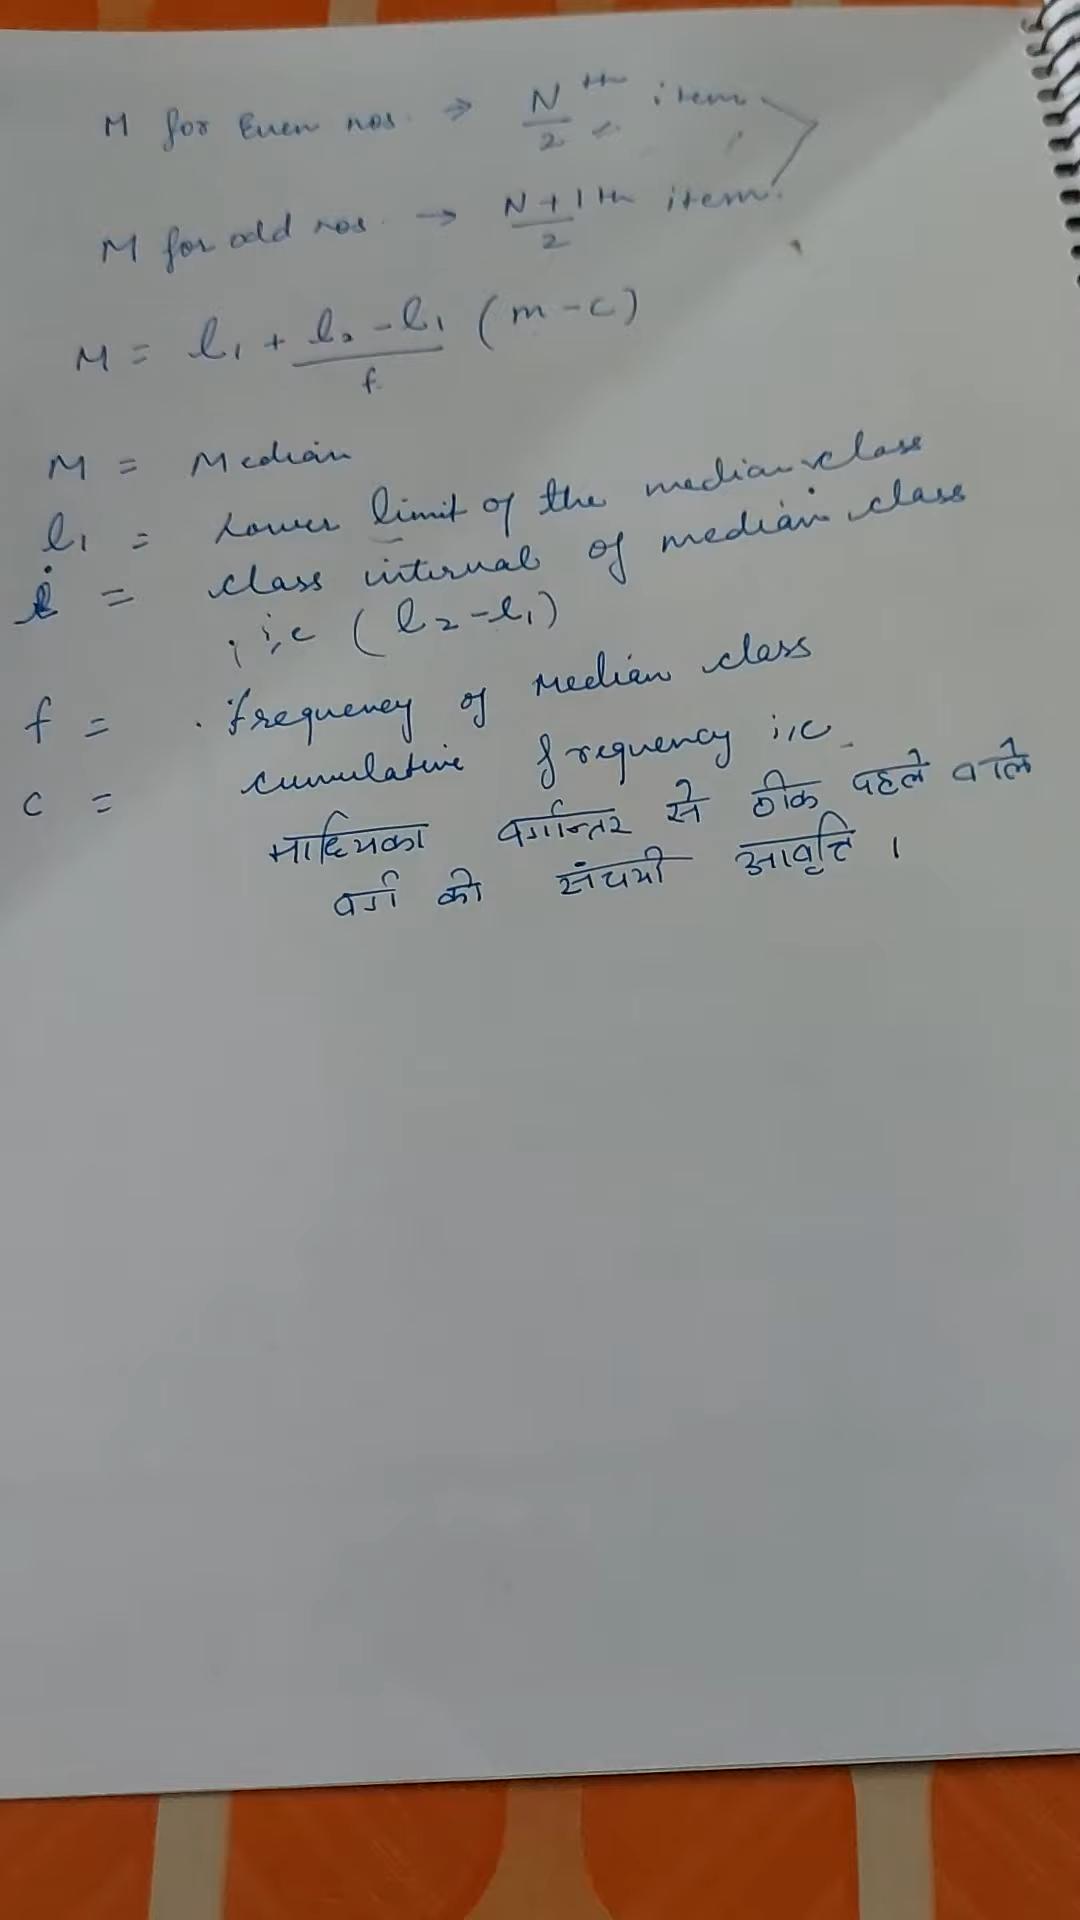 M for Even nos. → N/2 th item
M for odd nos. → N+1/2 th item.
M = l₁ + l₂ - l₁/f (m - c)
M = Median
l₁ = Lower limit of the median class
i = class interval of median class
i,e (l₂ - l₁)
f = frequency of Median class
c = cumulative frequency i,e
माध्यिका वर्गान्तर से ठीक पहले वाले
वर्ग की संचयी आवृत्ति ।